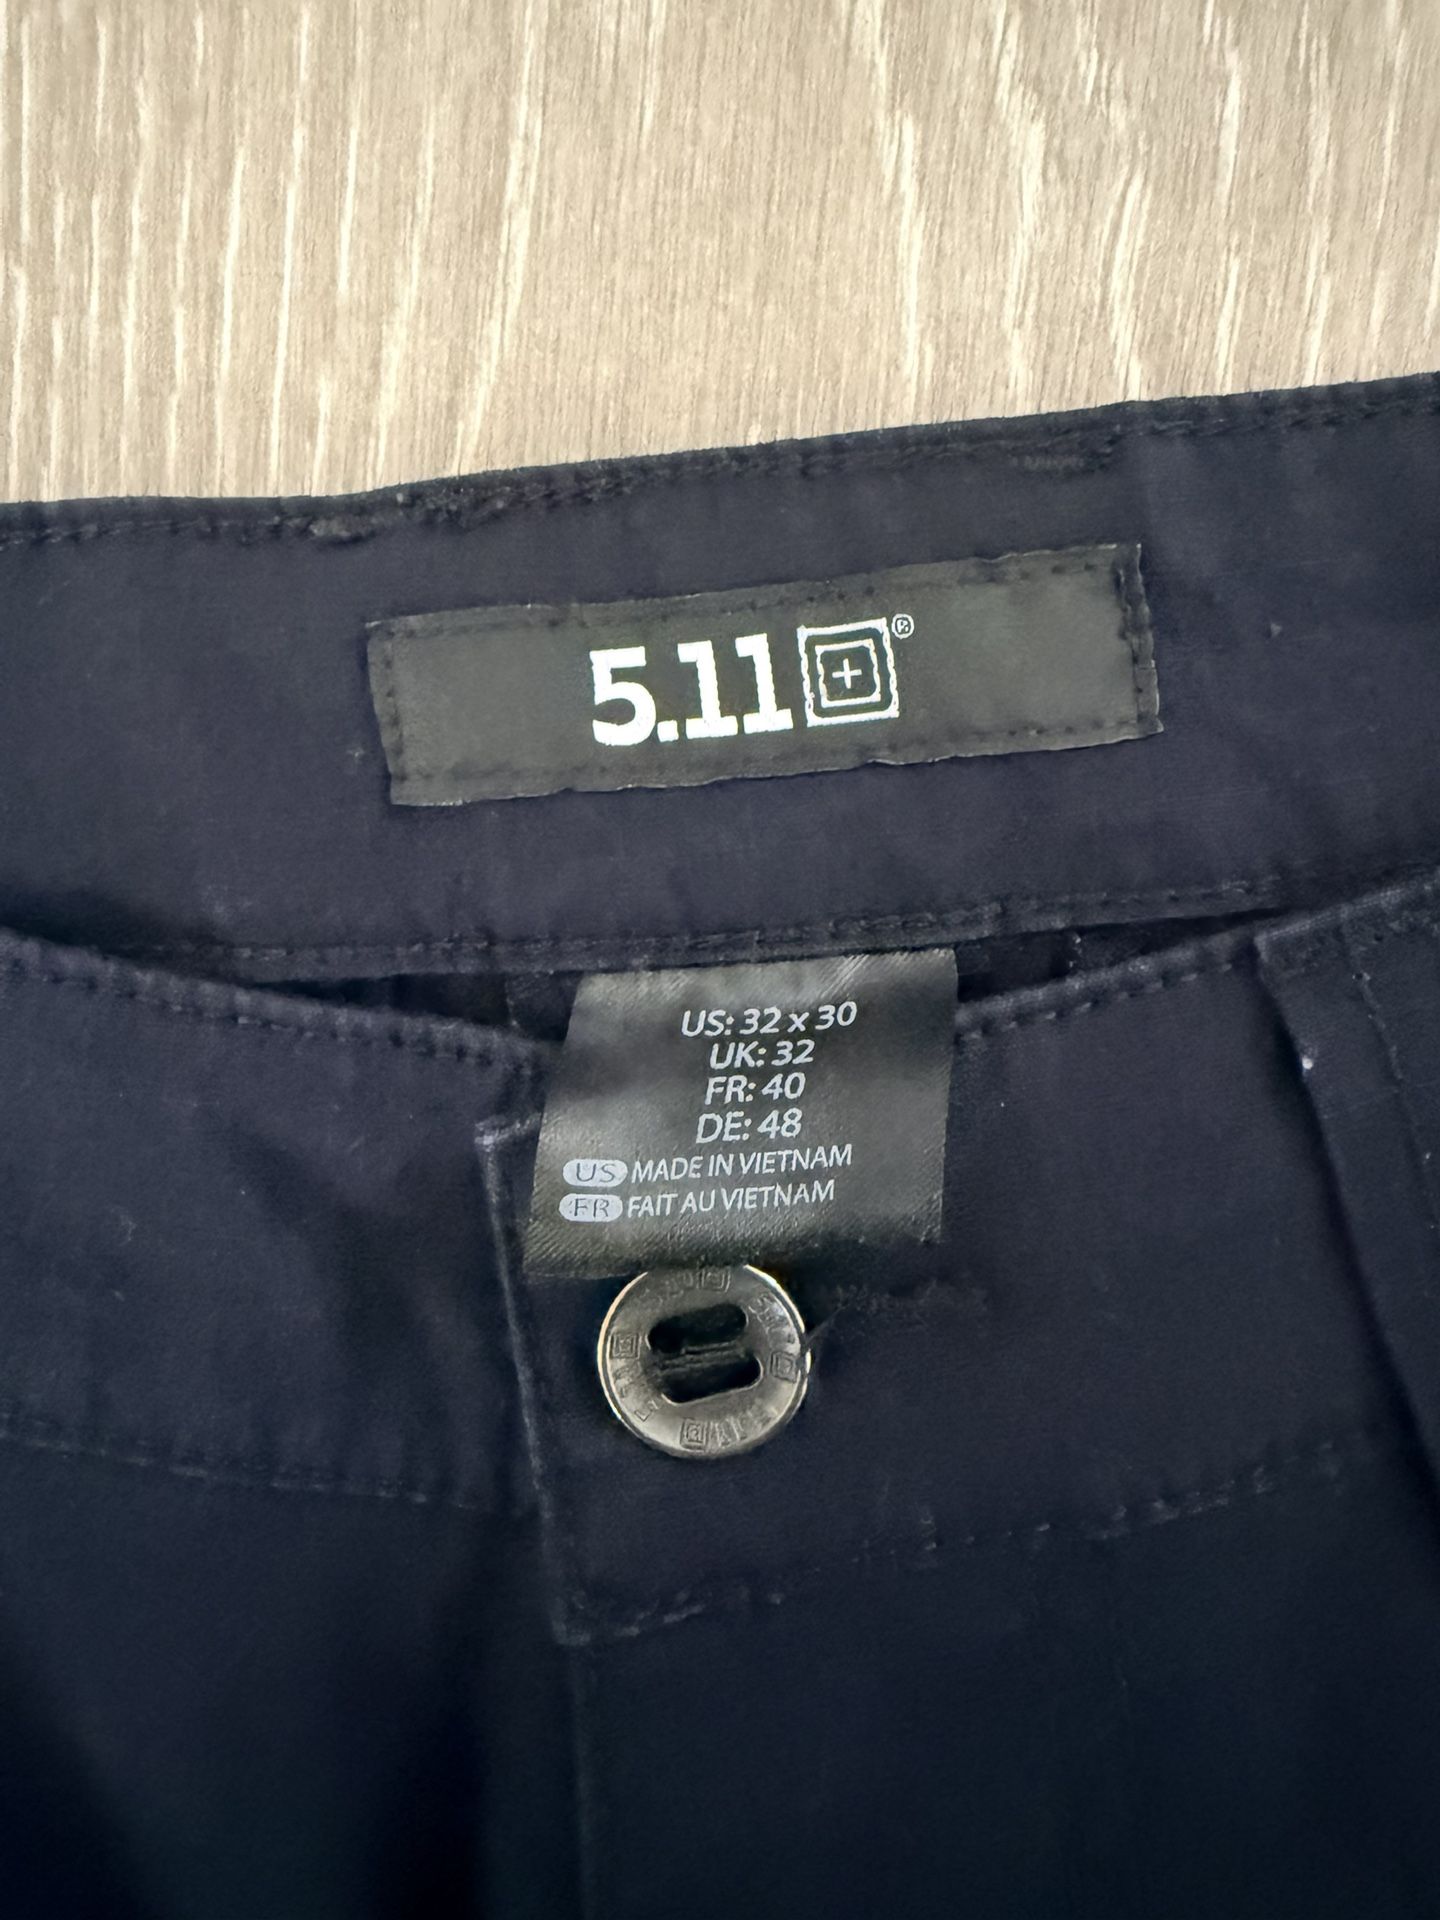 5.11®
US: 32 x 30
UK: 32
FR: 40
DE: 48
US MADE IN VIETNAM
FR FAIT AU VIETNAM